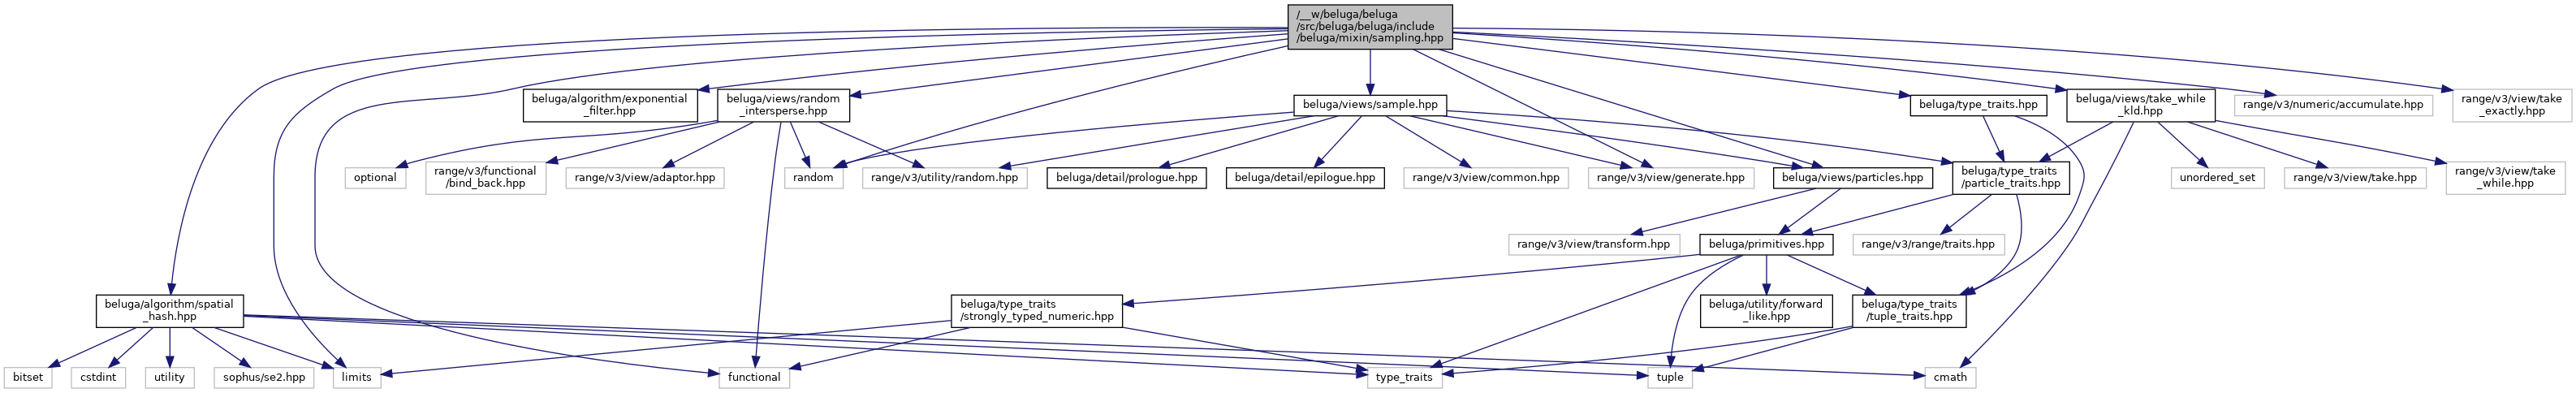 /__w/beluga/beluga
/src/beluga/beluga/include
/beluga/mixin/sampling.hpp
beluga/algorithm/exponential
_filter.hpp
beluga/views/random
_intersperse.hpp
beluga/views/sample.hpp
beluga/type_traits.hpp
beluga/views/take_while
_kld.hpp
range/v3/numeric/accumulate.hpp
range/v3/view/take
_exactly.hpp
optional
range/v3/functional
/bind_back.hpp
range/v3/view/adaptor.hpp
random
range/v3/utility/random.hpp
beluga/detail/prologue.hpp
beluga/detail/epilogue.hpp
range/v3/view/common.hpp
range/v3/view/generate.hpp
beluga/views/particles.hpp
beluga/type_traits
/particle_traits.hpp
unordered_set
range/v3/view/take.hpp
range/v3/view/take
_while.hpp
range/v3/view/transform.hpp
beluga/primitives.hpp
range/v3/range/traits.hpp
beluga/algorithm/spatial
_hash.hpp
beluga/type_traits
/strongly_typed_numeric.hpp
beluga/utility/forward
_like.hpp
beluga/type_traits
/tuple_traits.hpp
bitset
cstdint
utility
sophus/se2.hpp
limits
functional
type_traits
tuple
cmath